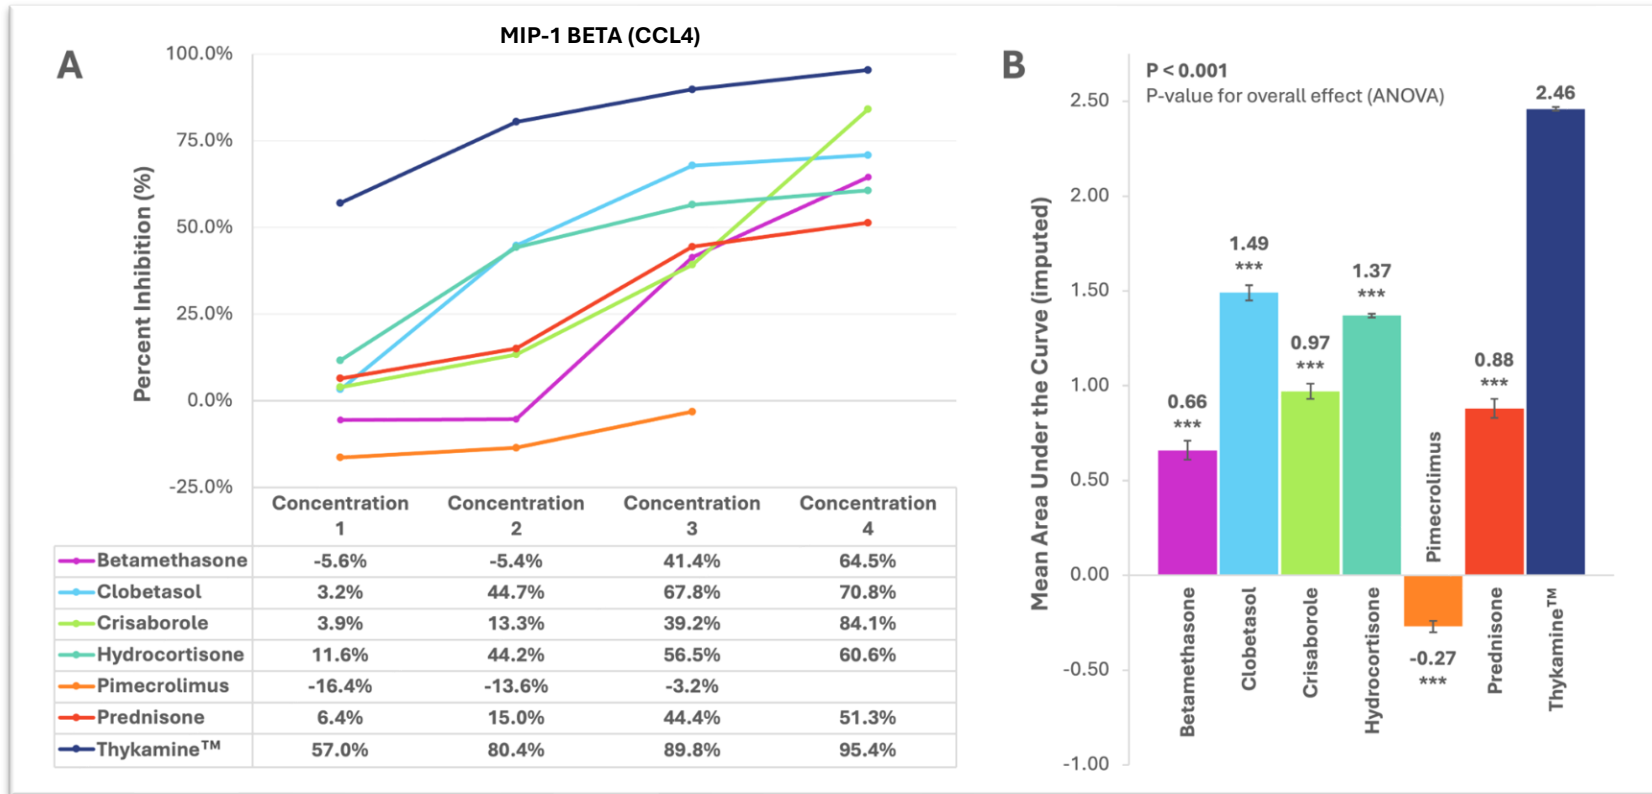 A
MIP-1 BETA (CCL4)
Percent Inhibition (%)
100.0%
75.0%
50.0%
25.0%
0.0%
-25.0%
Concentration 1
Concentration 2
Concentration 3
Concentration 4
Betamethasone -5.6% -5.4% 41.4% 64.5%
Clobetasol 3.2% 44.7% 67.8% 70.8%
Crisaborole 3.9% 13.3% 39.2% 84.1%
Hydrocortisone 11.6% 44.2% 56.5% 60.6%
Pimecrolimus -16.4% -13.6% -3.2%
Prednisone 6.4% 15.0% 44.4% 51.3%
Thykamine™ 57.0% 80.4% 89.8% 95.4%
B
P < 0.001
P-value for overall effect (ANOVA)
Mean Area Under the Curve (imputed)
2.50
2.00
1.50
1.00
0.50
0.00
-0.50
-1.00
0.66
***
1.49
***
0.97
***
1.37
***
-0.27
***
0.88
***
2.46
Betamethasone
Clobetasol
Crisaborole
Hydrocortisone
Pimecrolimus
Prednisone
Thykamine™